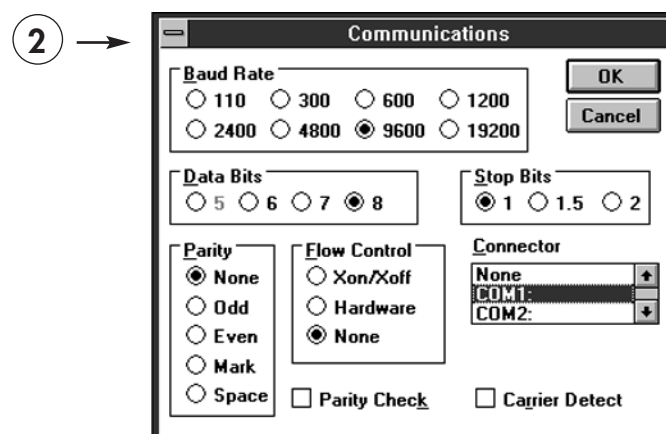 2
Communications
Baud Rate
110 300 600 1200
2400 4800 9600 19200
OK
Cancel
Data Bits
5 6 7 8
Stop Bits
1 1.5 2
Parity
None
Odd
Even
Mark
Space
Flow Control
Xon/Xoff
Hardware
None
Connector
None
COM1:
COM2:
Parity Check
Carrier Detect